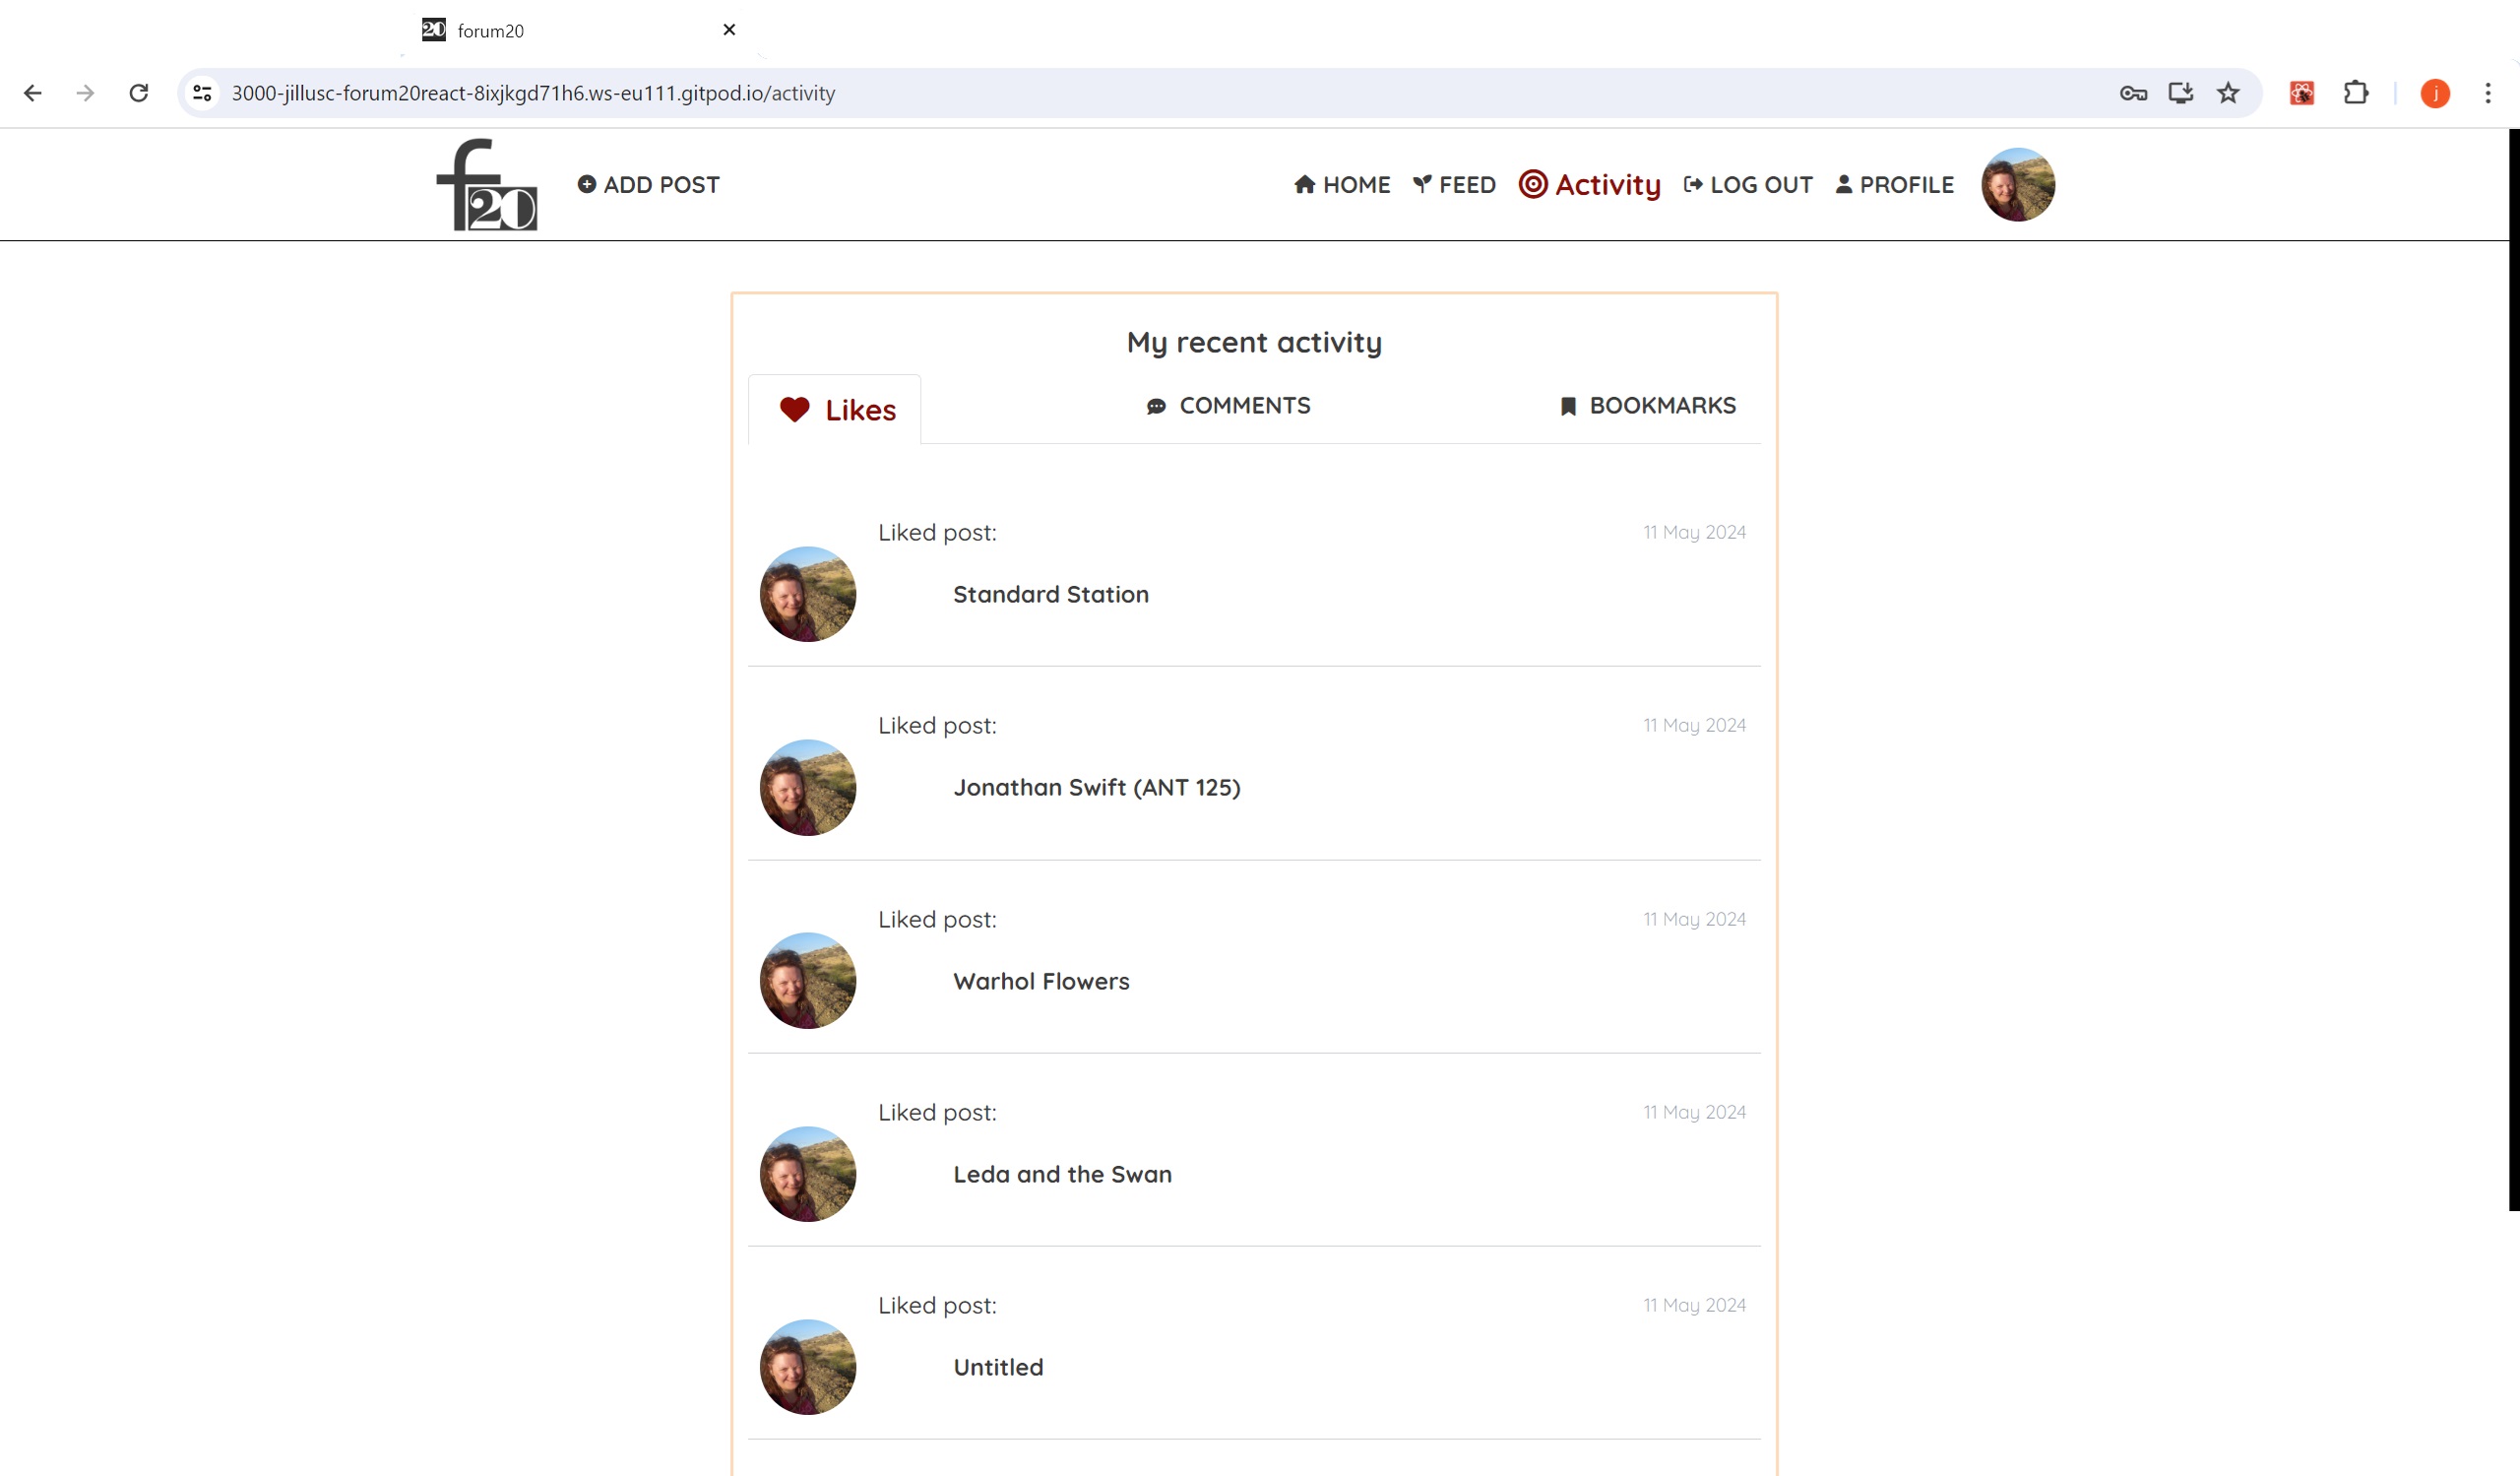 20 forum20
3000-jillusc-forum20react-8ixjkgd71h6.ws-eu111.gitpod.io/activity
j
f20 ADD POST HOME FEED Activity LOG OUT PROFILE
My recent activity
Likes COMMENTS BOOKMARKS
Liked post: 11 May 2024
Standard Station
Liked post: 11 May 2024
Jonathan Swift (ANT 125)
Liked post: 11 May 2024
Warhol Flowers
Liked post: 11 May 2024
Leda and the Swan
Liked post: 11 May 2024
Untitled